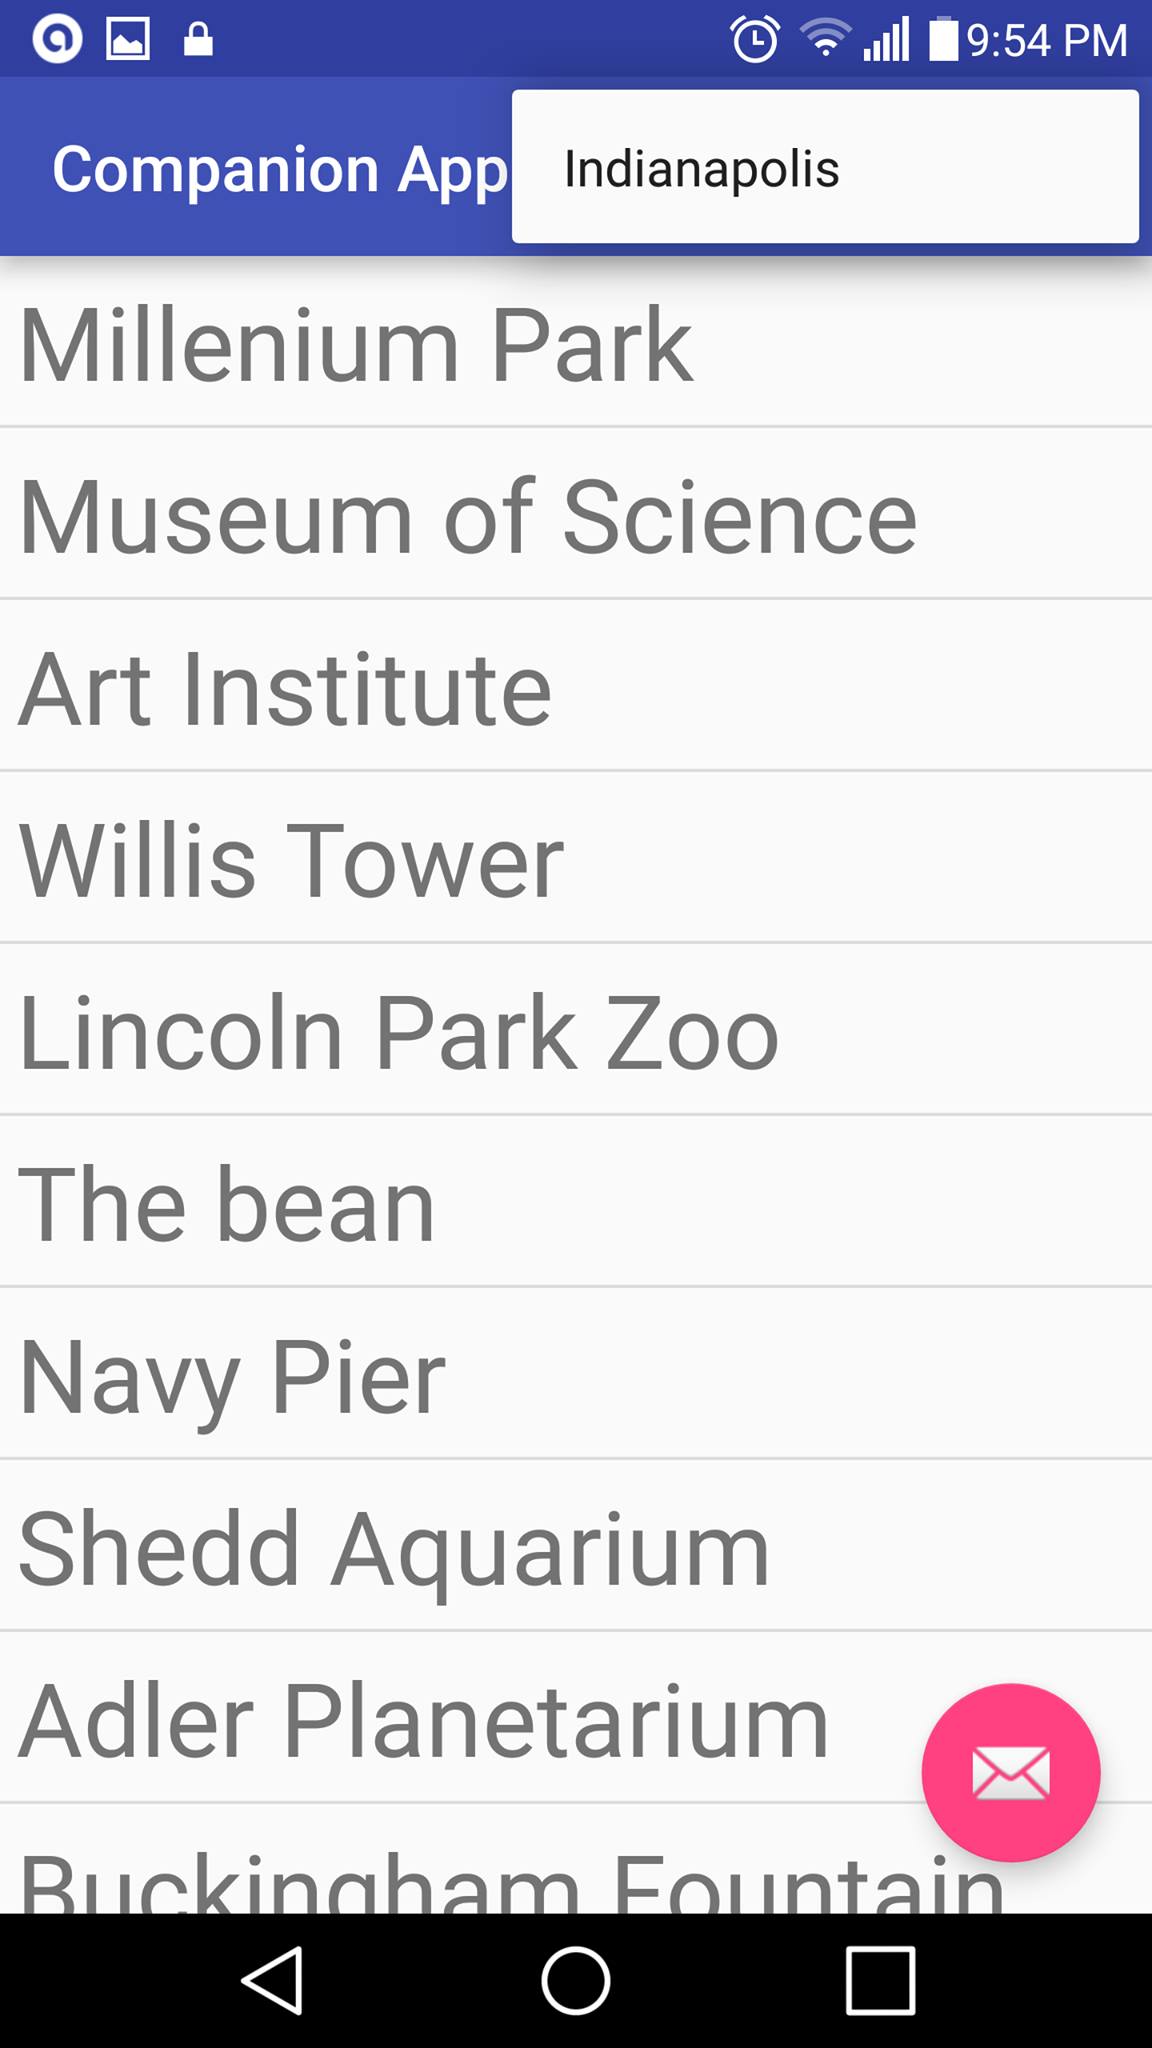 9:54 PM
Companion App
Indianapolis
Millenium Park
Museum of Science
Art Institute
Willis Tower
Lincoln Park Zoo
The bean
Navy Pier
Shedd Aquarium
Adler Planetarium
Buckingham Fountain